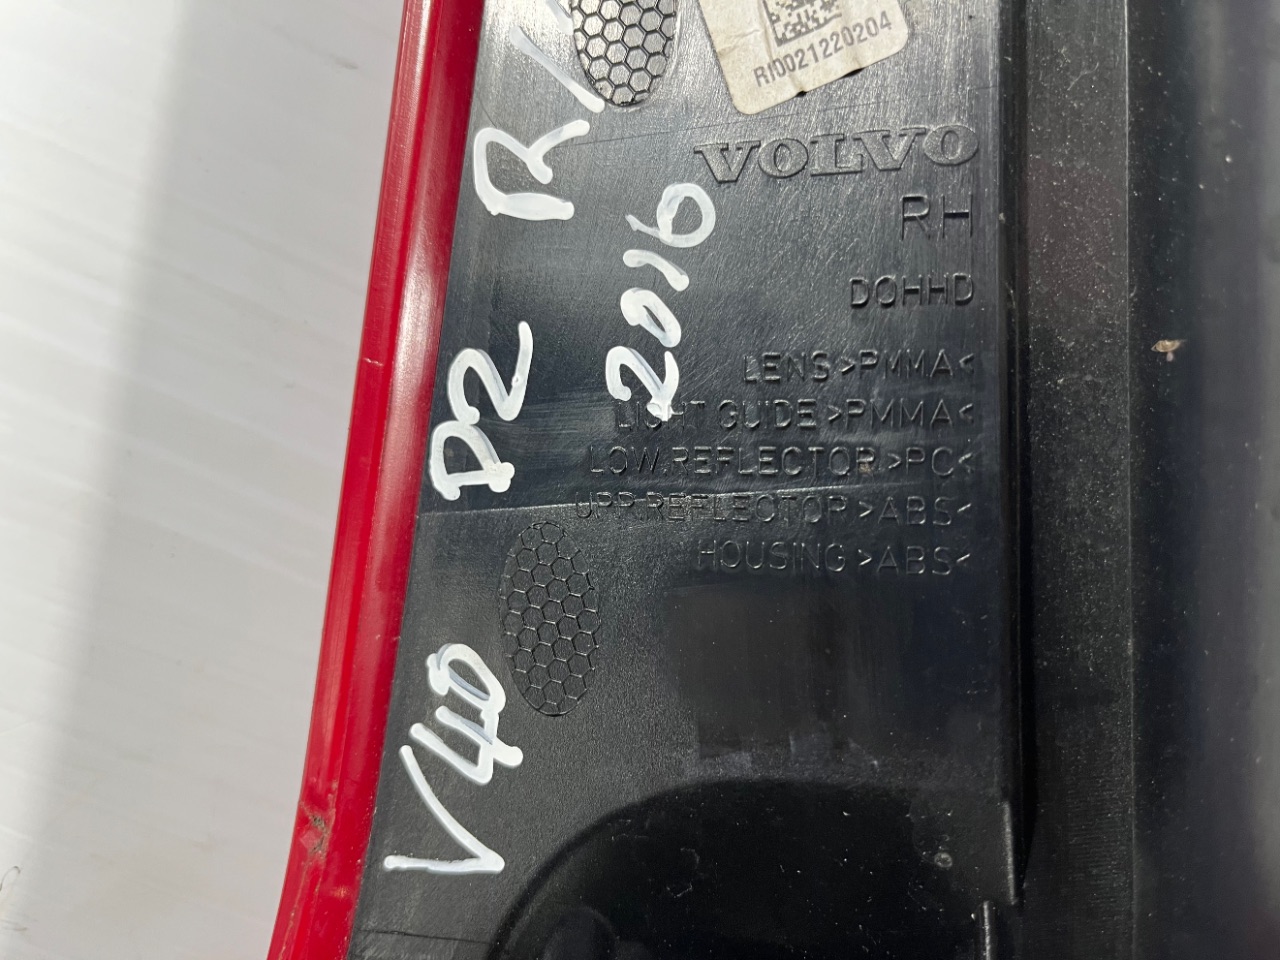 RI0021220204
VOLVO
RH
DOHHD
LENS >PMMA<
LIGHT GUIDE >PMMA<
LOW.REFLECTOR >PC<
UPP.REFLECTOR >ABS<
HOUSING >ABS<
V40 D2
2016